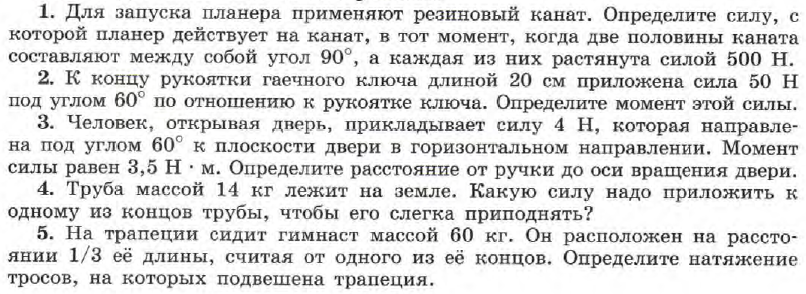 1. Для запуска планера применяют резиновый канат. Определите силу, с
которой планер действует на канат, в тот момент, когда две половины каната
составляют между собой угол 90°, а каждая из них растянута силой 500 Н.
2. К концу рукоятки гаечного ключа длиной 20 см приложена сила 50 Н
под углом 60° по отношению к рукоятке ключа. Определите момент этой силы.
3. Человек, открывая дверь, прикладывает силу 4 Н, которая направле-
на под углом 60° к плоскости двери в горизонтальном направлении. Момент
силы равен 3,5 Н · м. Определите расстояние от ручки до оси вращения двери.
4. Труба массой 14 кг лежит на земле. Какую силу надо приложить к
одному из концов трубы, чтобы его слегка приподнять?
5. На трапеции сидит гимнаст массой 60 кг. Он расположен на рассто-
янии 1/3 её длины, считая от одного из её концов. Определите натяжение
тросов, на которых подвешена трапеция.